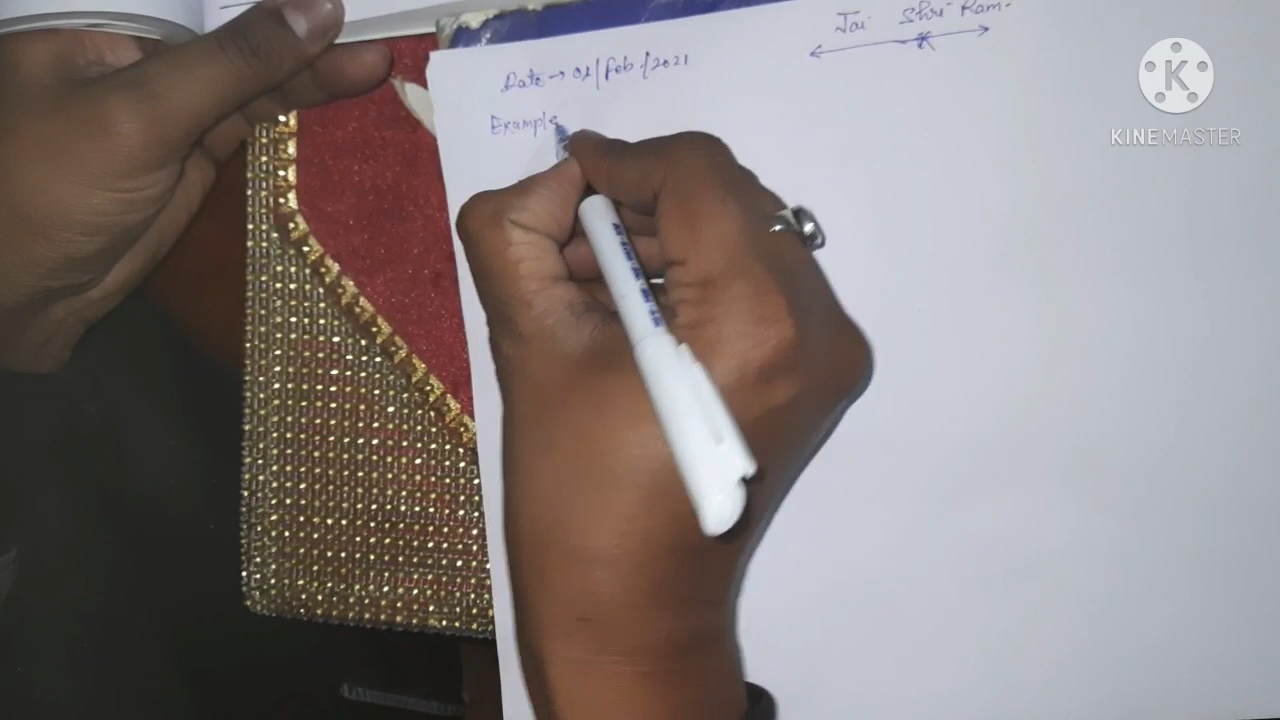 Jai Shri Ram.
Date → 01/Feb./2021
Example
KINEMASTER